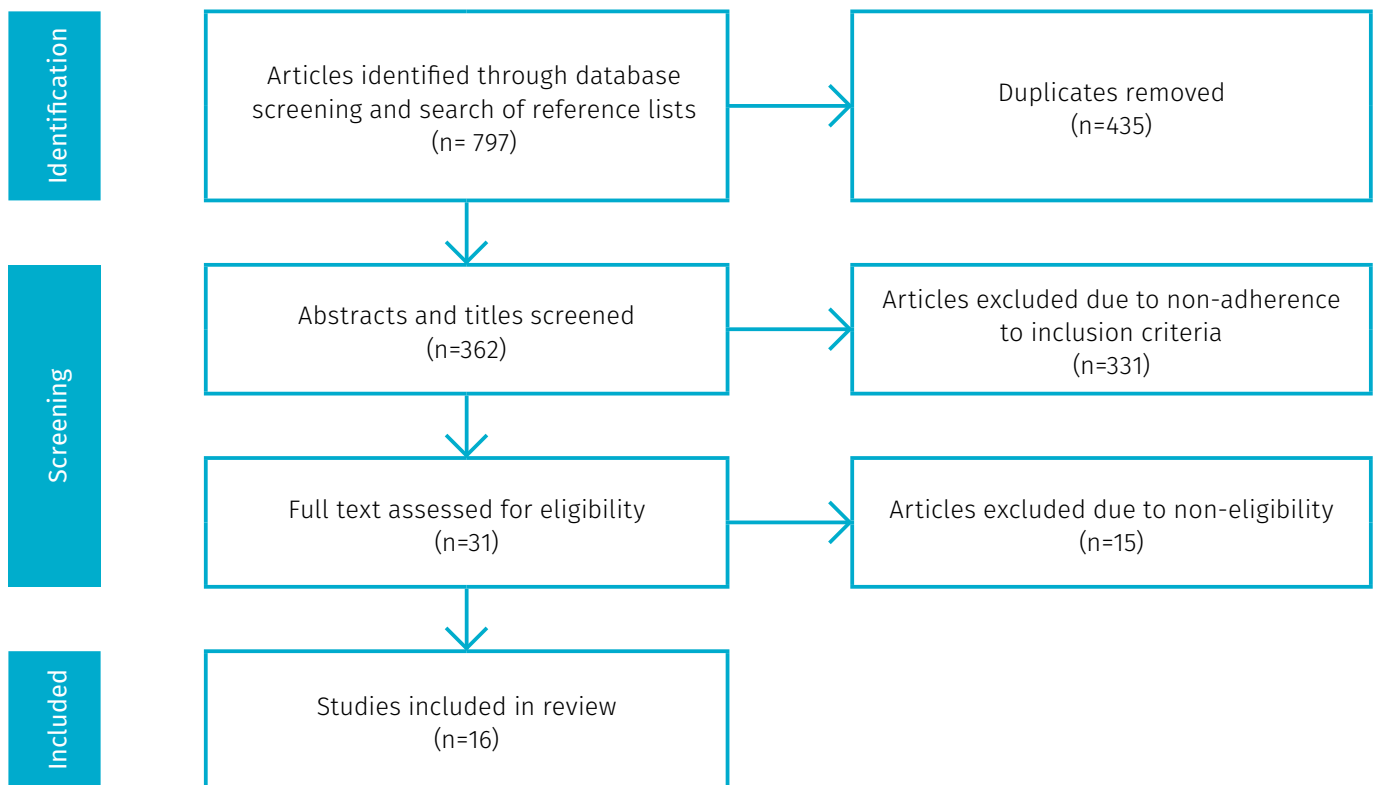 Identification
Articles identified through database
screening and search of reference lists
(n= 797)
Duplicates removed
(n=435)
Screening
Abstracts and titles screened
(n=362)
Articles excluded due to non-adherence
to inclusion criteria
(n=331)
Full text assessed for eligibility
(n=31)
Articles excluded due to non-eligibility
(n=15)
Included
Studies included in review
(n=16)